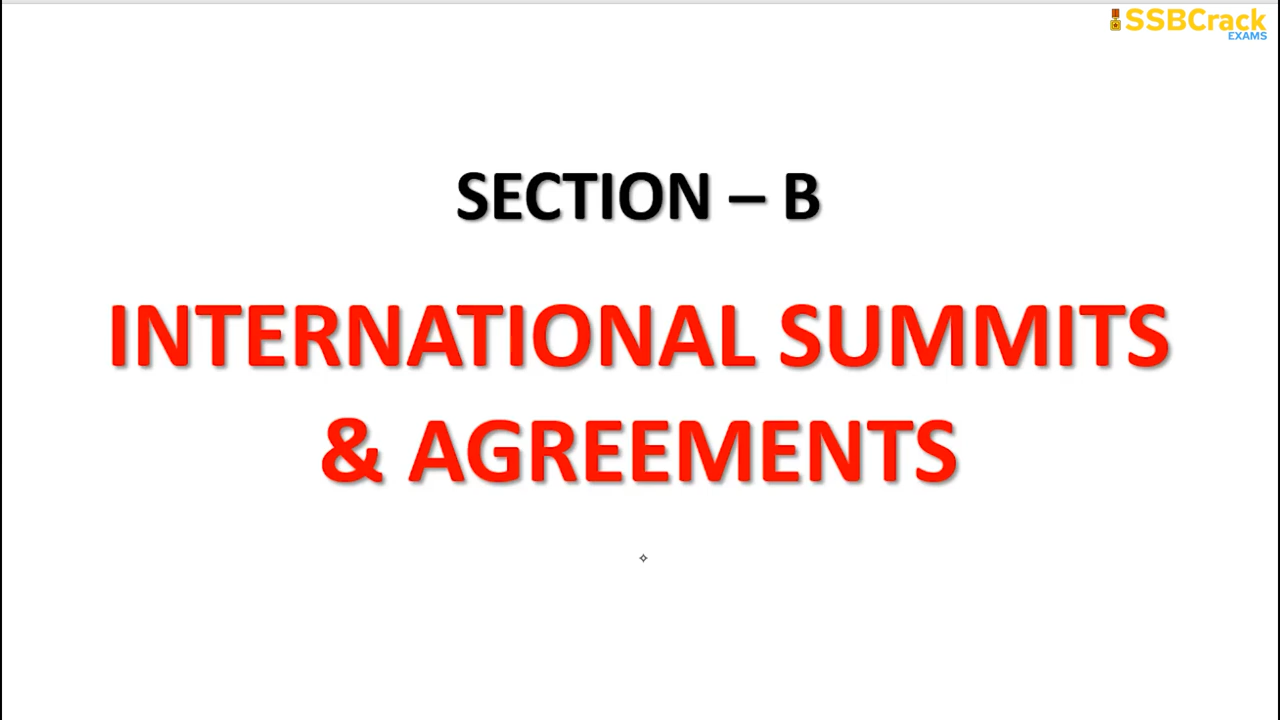 SSBCrack
EXAMS
SECTION – B
INTERNATIONAL SUMMITS
& AGREEMENTS